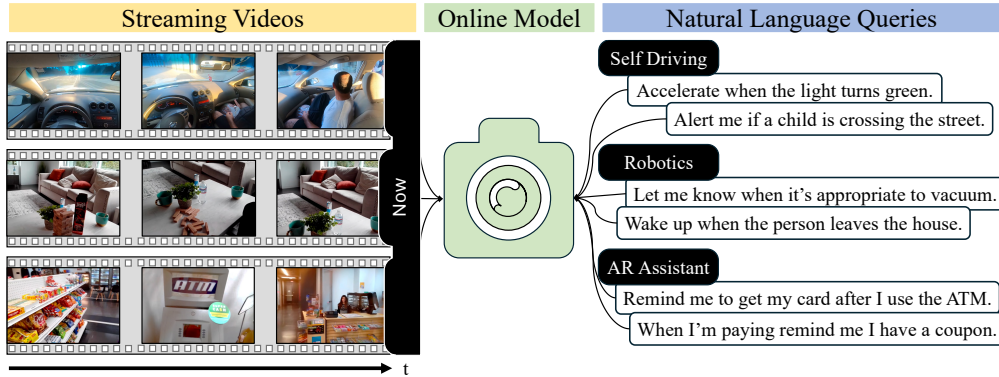 Streaming Videos
Online Model
Natural Language Queries
Now
t
ATM
Self Driving
Accelerate when the light turns green.
Alert me if a child is crossing the street.
Robotics
Let me know when it's appropriate to vacuum.
Wake up when the person leaves the house.
AR Assistant
Remind me to get my card after I use the ATM.
When I'm paying remind me I have a coupon.